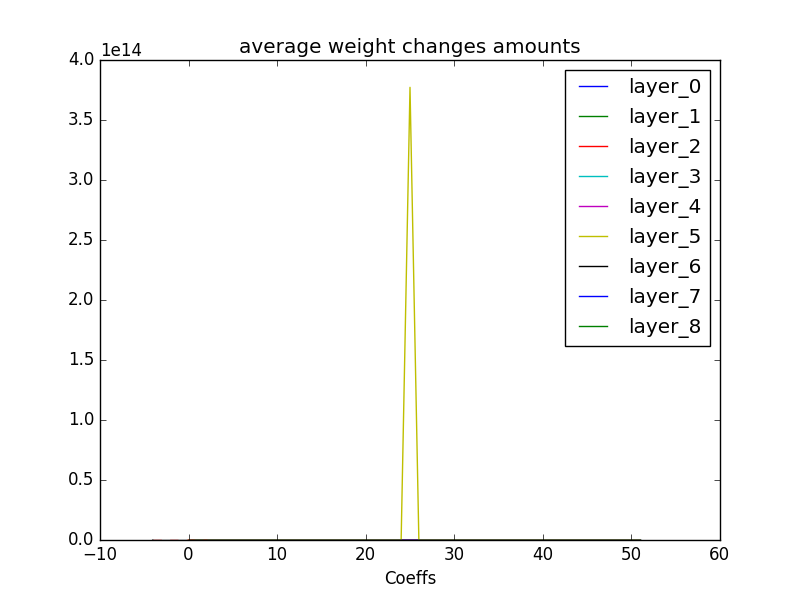 average weight changes amounts
1e14
4.0
3.5
3.0
2.5
2.0
1.5
1.0
0.5
0.0
−10
0
10
20
30
40
50
60
Coeffs
layer_0
layer_1
layer_2
layer_3
layer_4
layer_5
layer_6
layer_7
layer_8